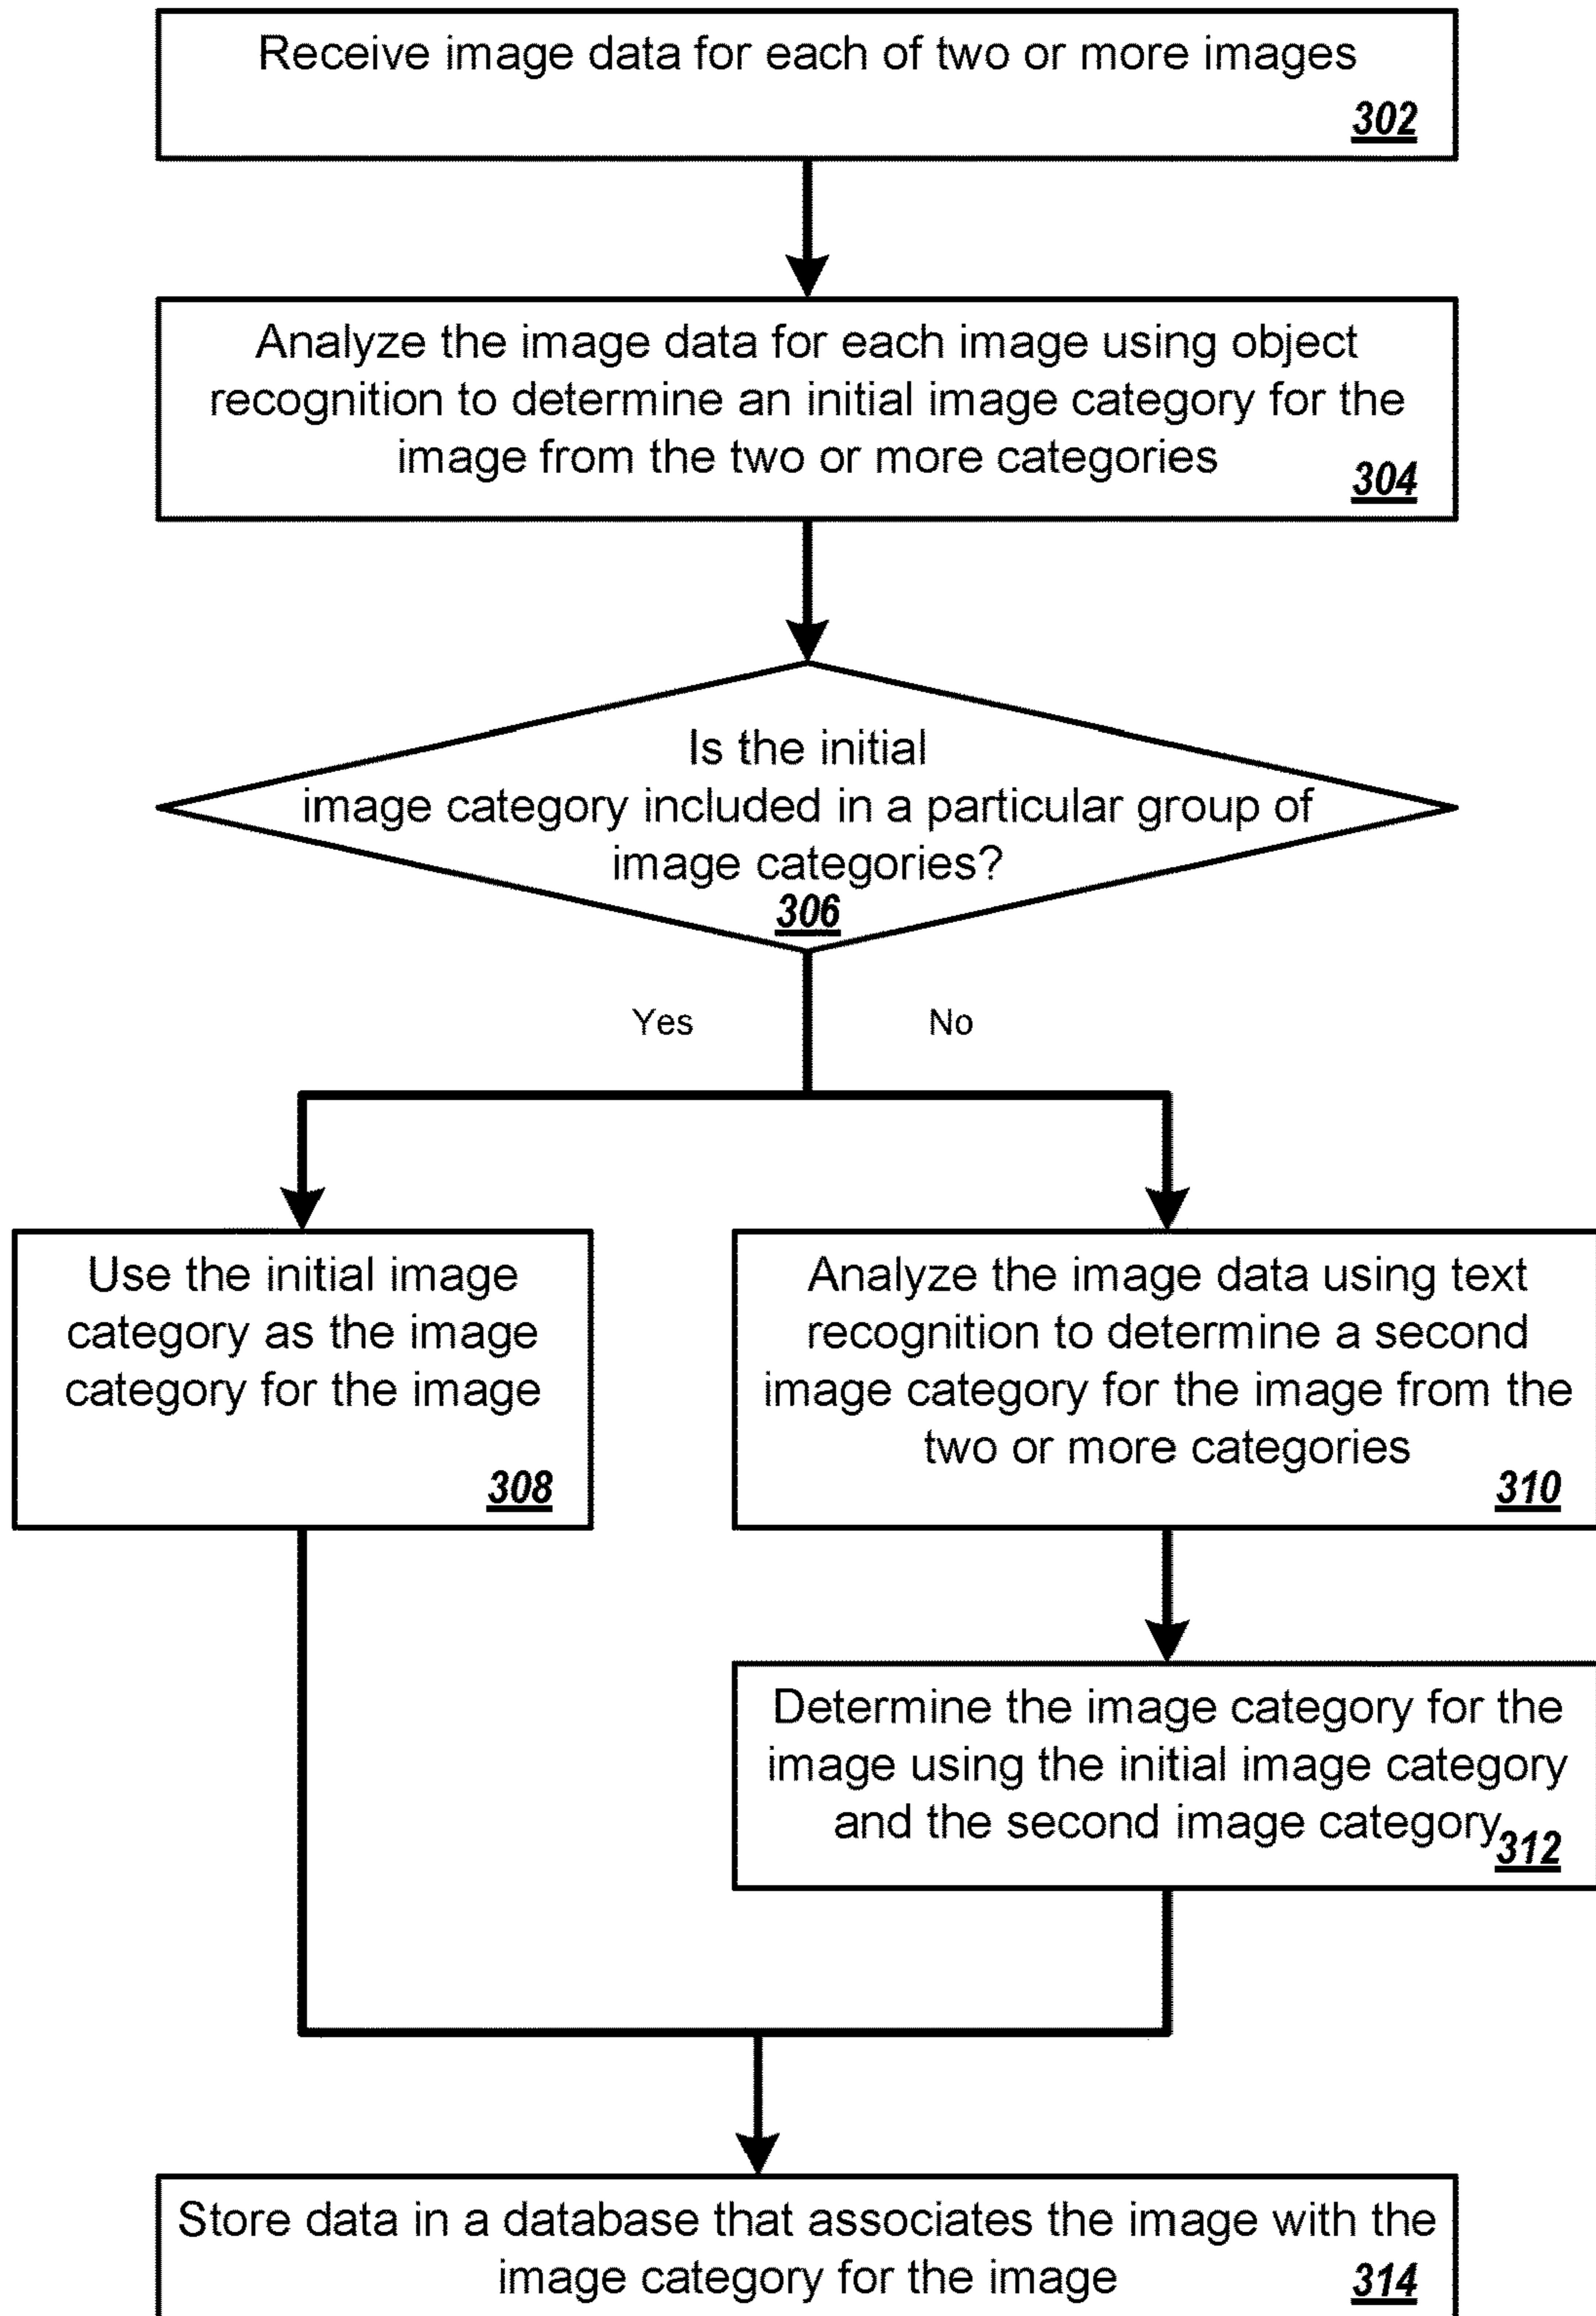 Receive image data for each of two or more images
302
Analyze the image data for each image using object
recognition to determine an initial image category for the
image from the two or more categories
304
Is the initial
image category included in a particular group of
image categories?
306
Yes
No
Use the initial image
category as the image
category for the image
308
Analyze the image data using text
recognition to determine a second
image category for the image from the
two or more categories
310
Determine the image category for the
image using the initial image category
and the second image category
312
Store data in a database that associates the image with the
image category for the image
314